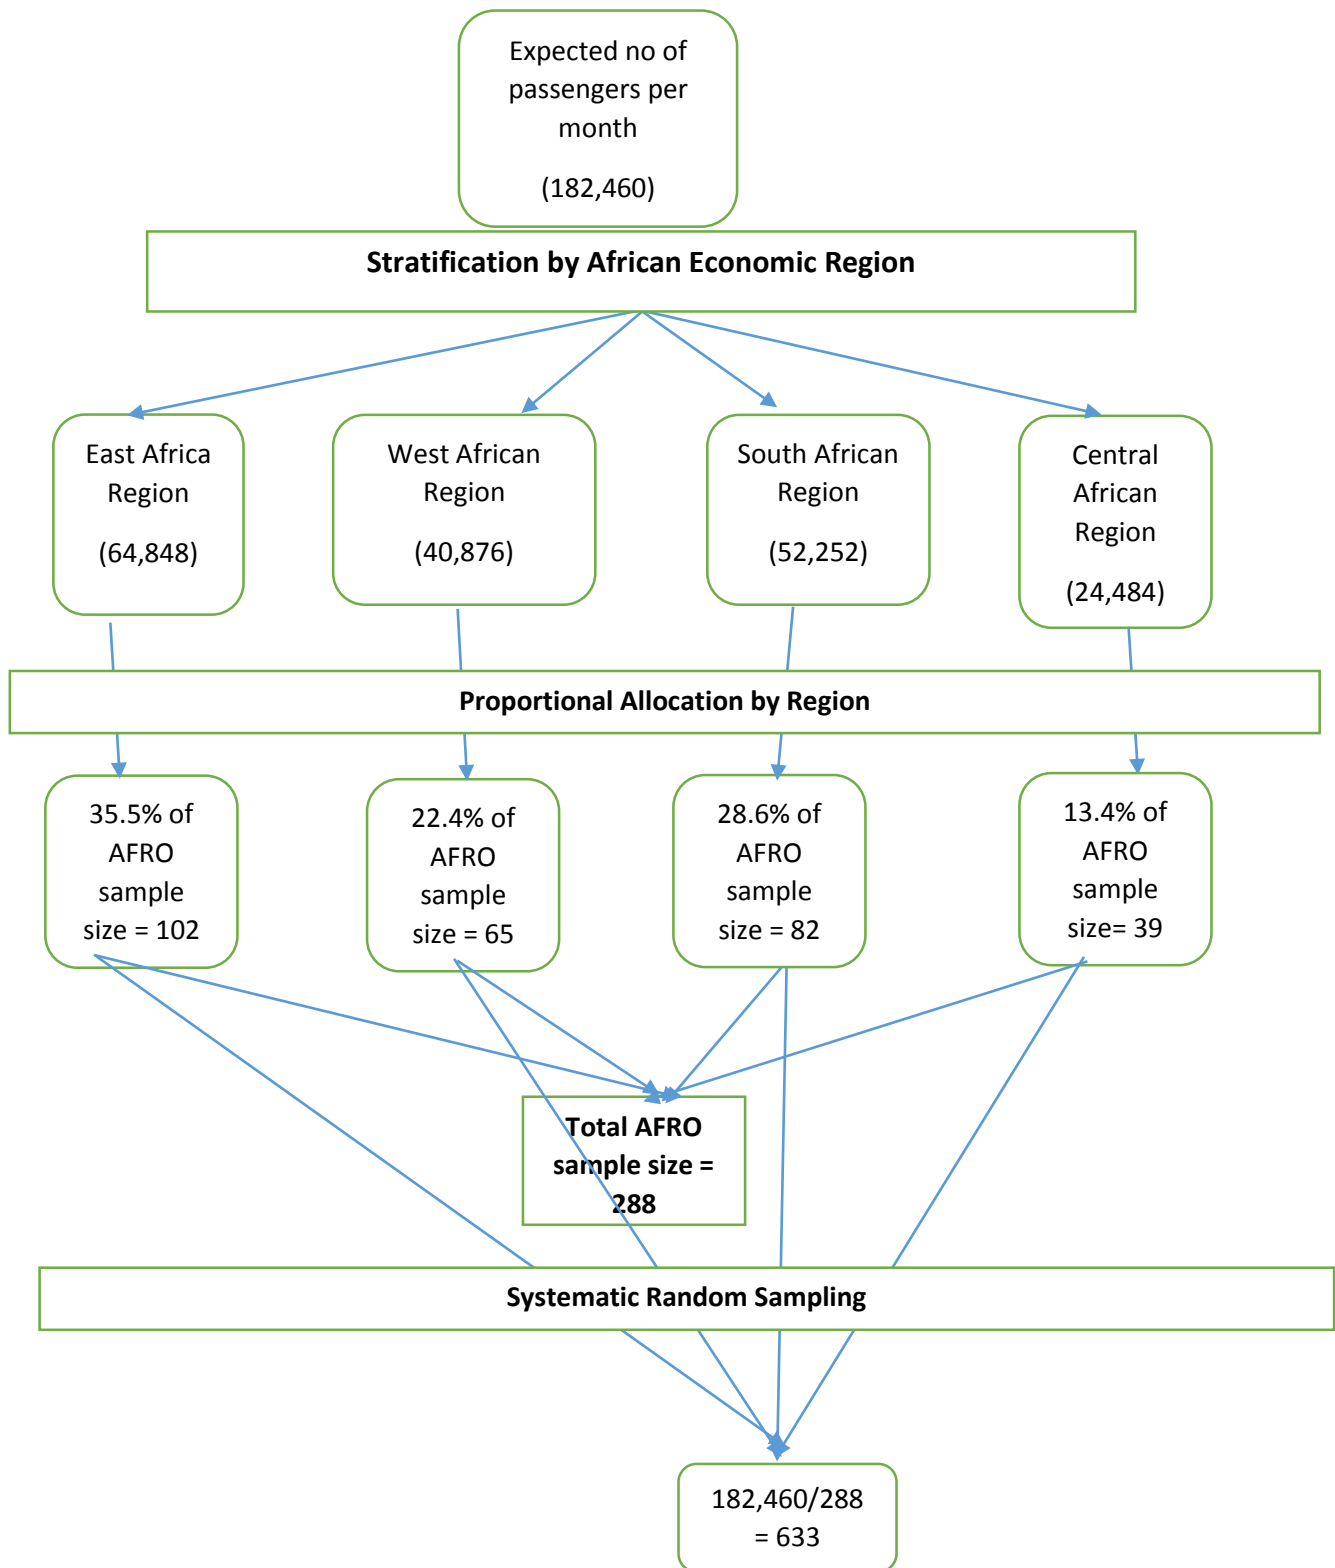 Expected no of
passengers per
month
(182,460)
Stratification by African Economic Region
East Africa
Region
(64,848)
West African
Region
(40,876)
South African
Region
(52,252)
Central
African
Region
(24,484)
Proportional Allocation by Region
35.5% of
AFRO
sample
size = 102
22.4% of
AFRO
sample
size = 65
28.6% of
AFRO
sample
size = 82
13.4% of
AFRO
sample
size= 39
Total AFRO
sample size =
288
Systematic Random Sampling
182,460/288
= 633